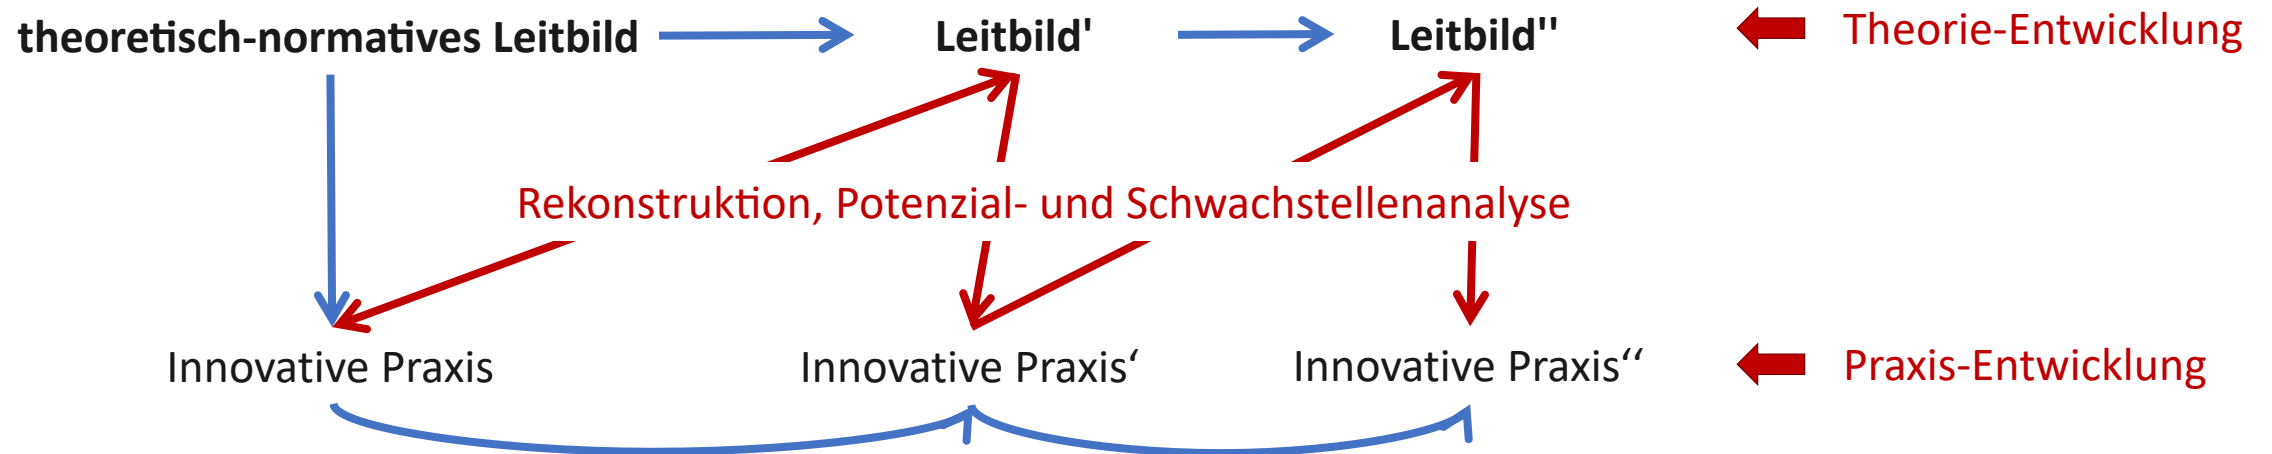 theoretisch-normatives Leitbild Leitbild' Leitbild'' Theorie-Entwicklung
Rekonstruktion, Potenzial- und Schwachstellenanalyse
Innovative Praxis Innovative Praxis‘ Innovative Praxis‘‘ Praxis-Entwicklung